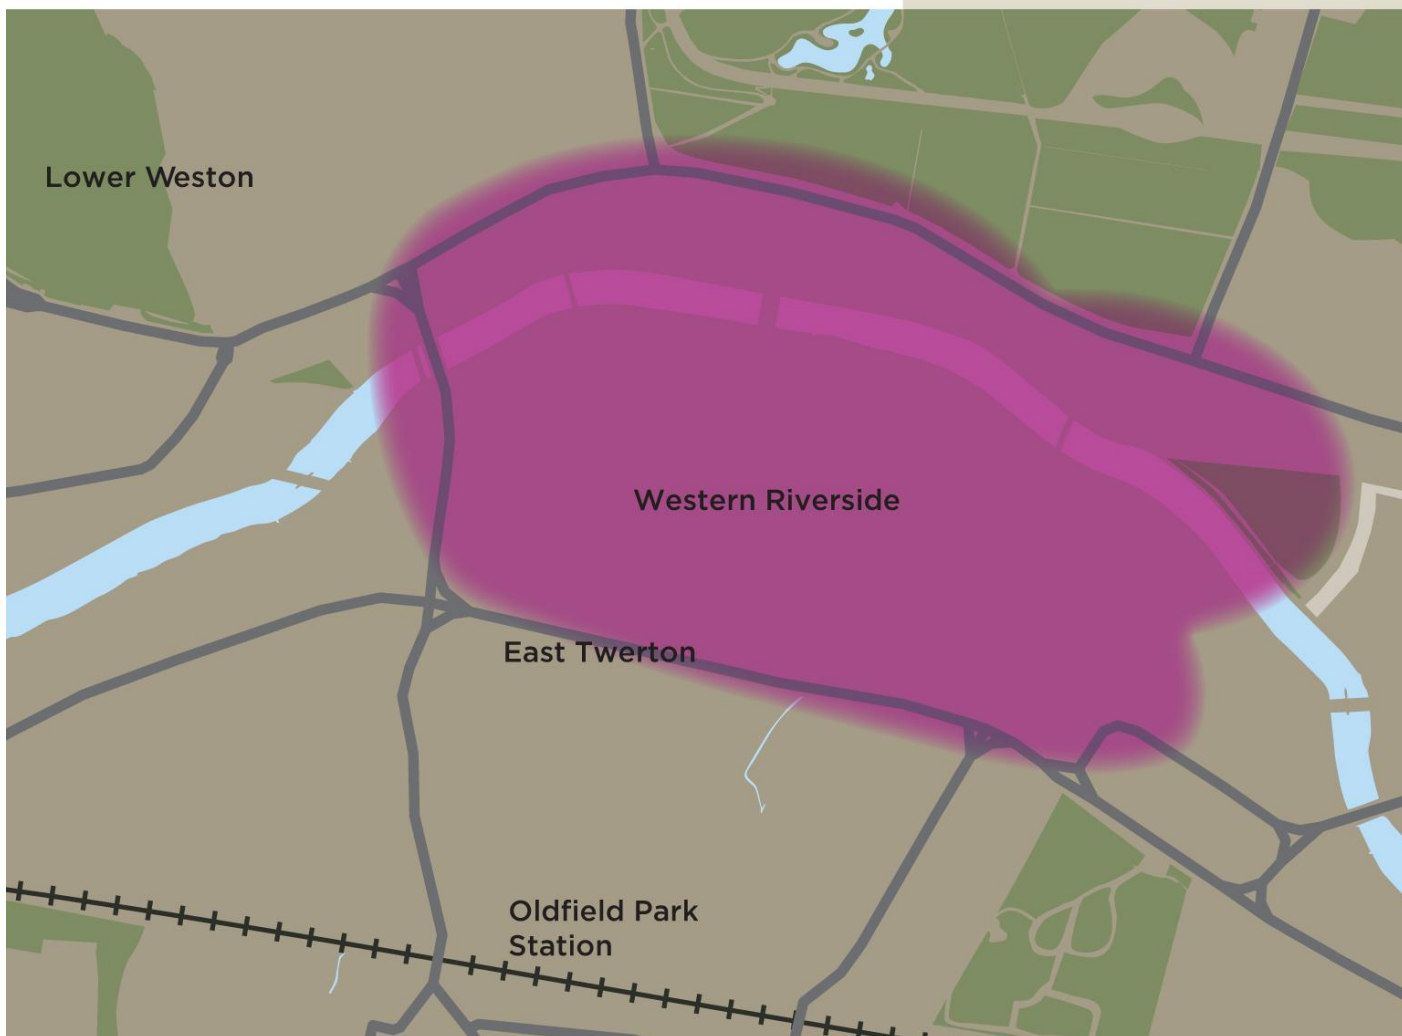 Lower Weston
Western Riverside
East Twerton
Oldfield Park
Station